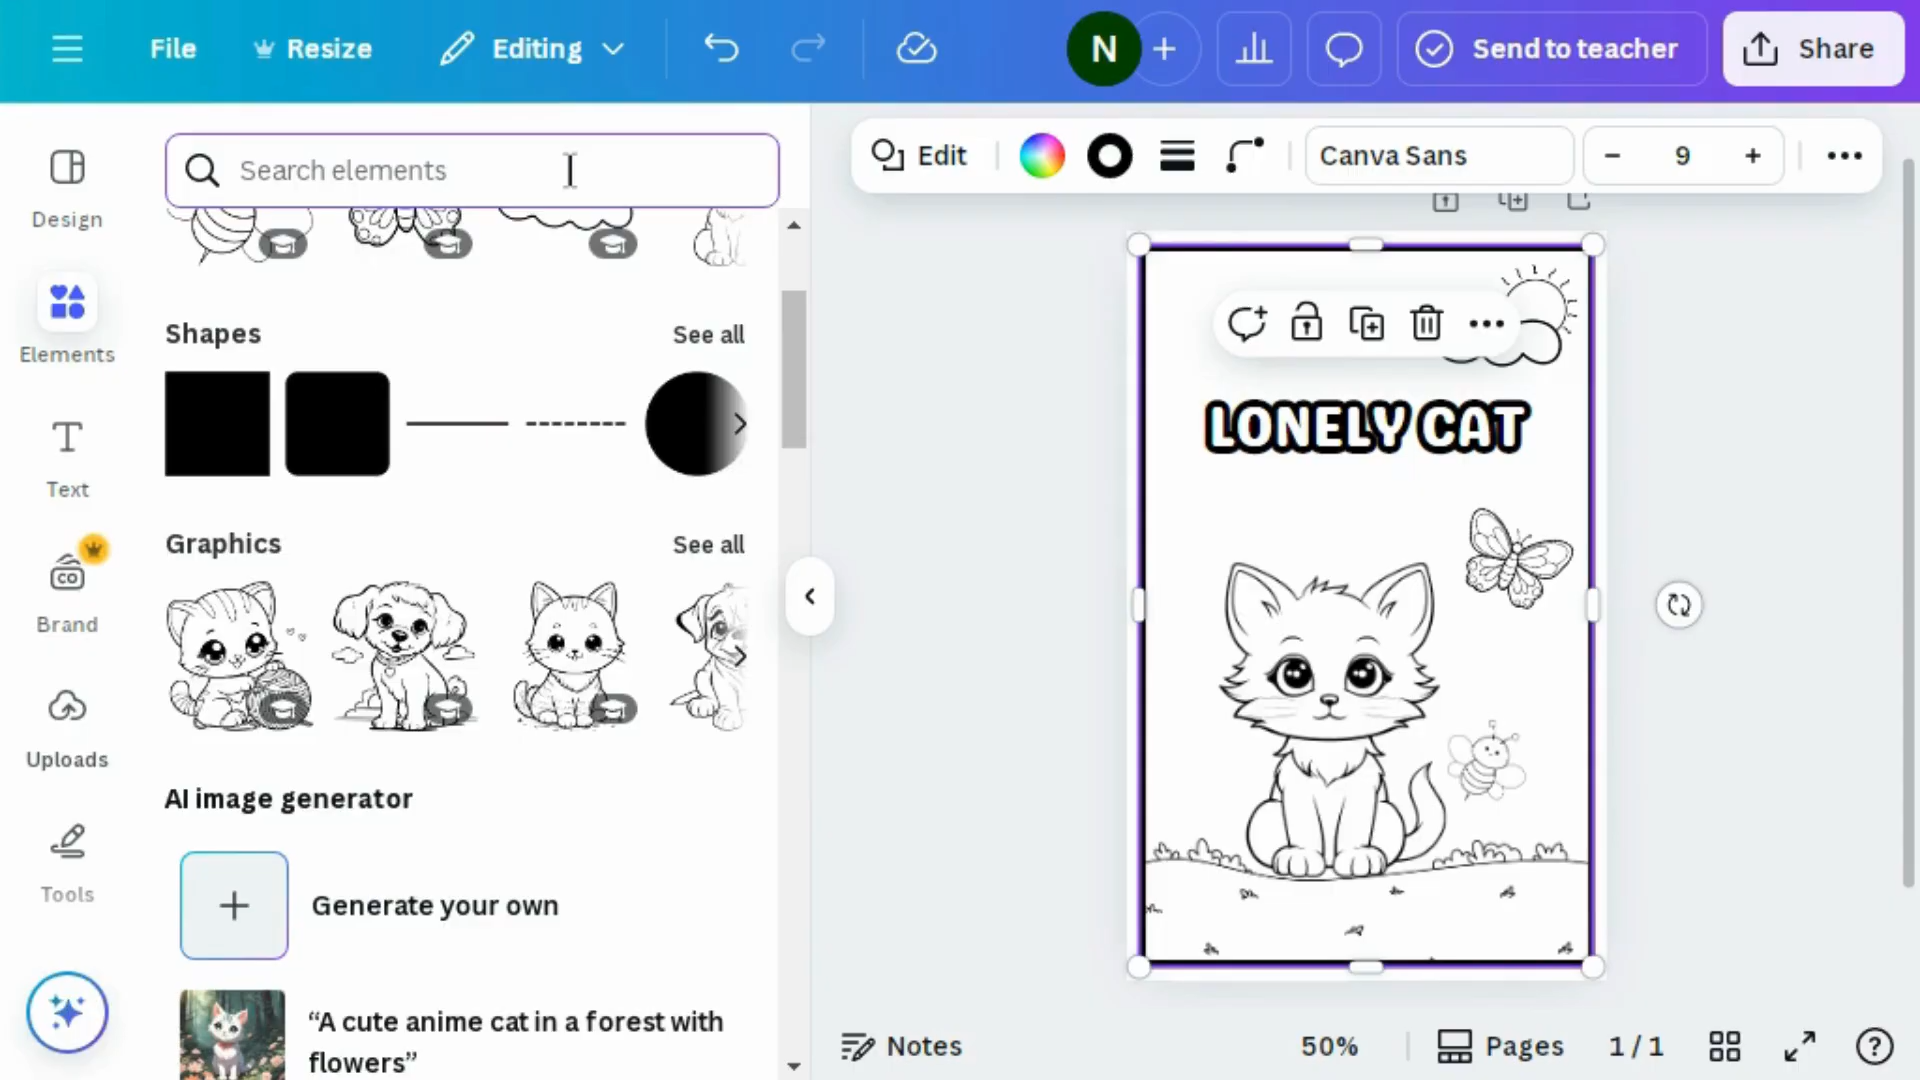 File
Resize
Editing
N
Send to teacher
Share
Design
Elements
Text
CO
Brand
Uploads
Tools
Search elements
Shapes
See all
Graphics
See all
AI image generator
Generate your own
“A cute anime cat in a forest with
flowers”
Edit
Canva Sans
9
LONELY CAT
Notes
50%
Pages
1 / 1